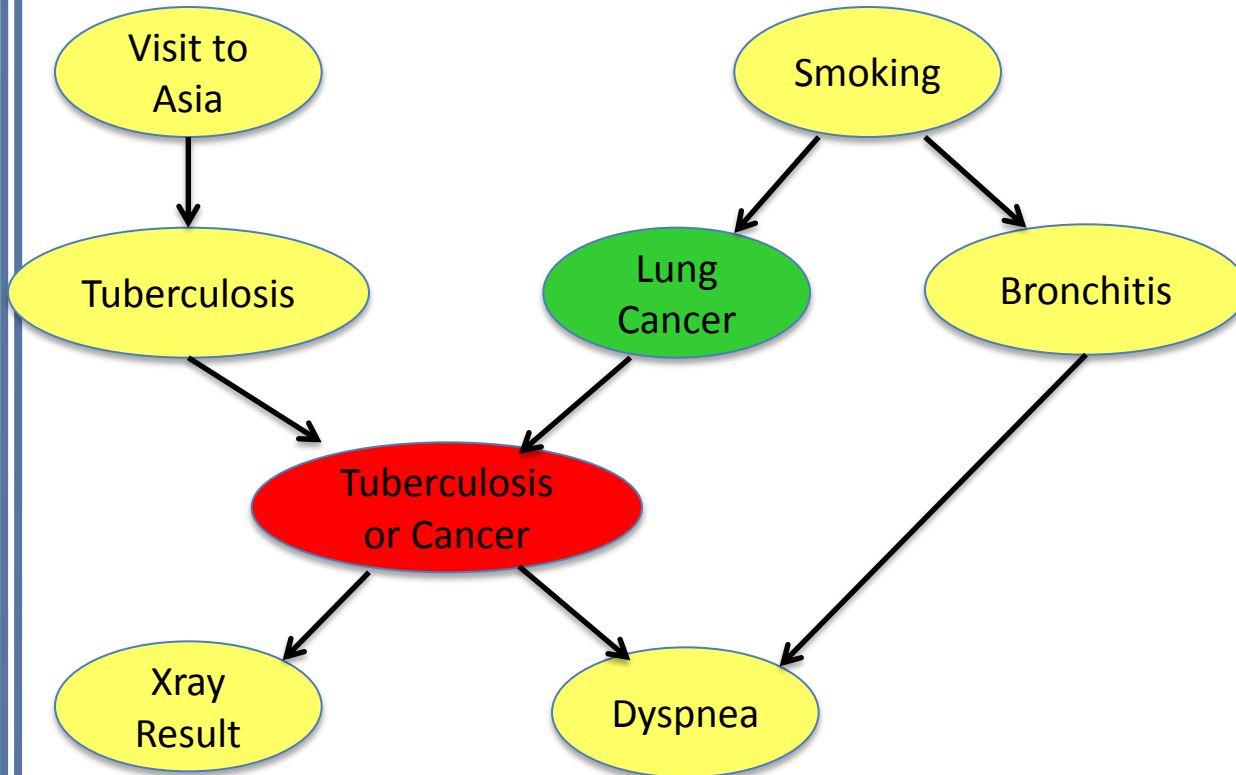 Visit to
Asia
Smoking
Tuberculosis
Lung
Cancer
Bronchitis
Tuberculosis
or Cancer
Xray
Result
Dyspnea